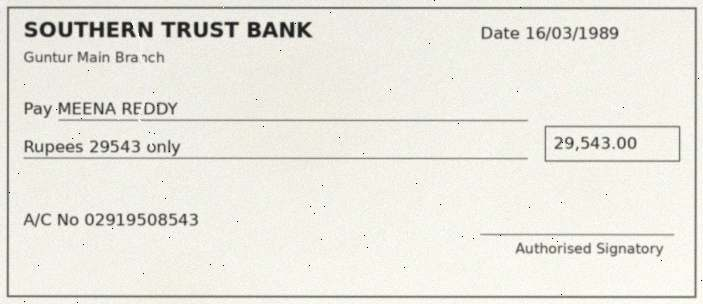 SOUTHERN TRUST BANK
Date 16/03/1989
Guntur Main Branch
Pay MEENA REDDY
Rupees 29543 only
29,543.00
A/C No 02919508543
Authorised Signatory